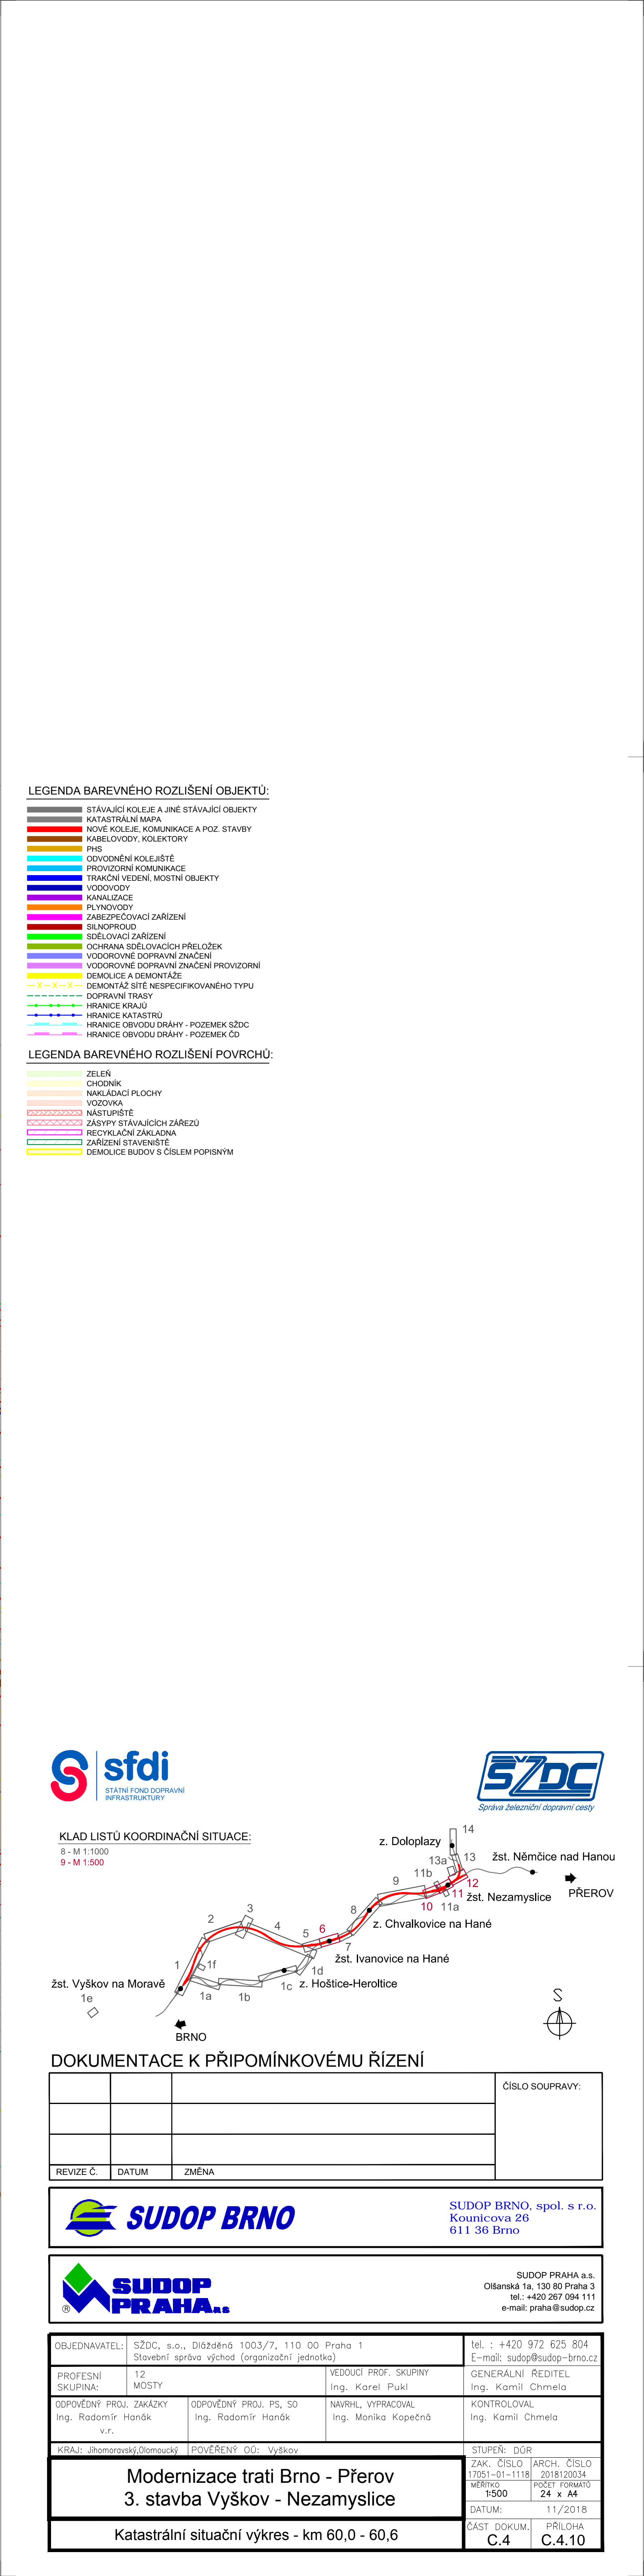 LEGENDA BAREVNÉHO ROZLIŠENÍ OBJEKTŮ:
STÁVAJÍCÍ KOLEJE A JINÉ STÁVAJÍCÍ OBJEKTY
KATASTRÁLNÍ MAPA
NOVÉ KOLEJE, KOMUNIKACE A POZ. STAVBY
KABELOVODY, KOLEKTORY
PHS
ODVODNĚNÍ KOLEJIŠTĚ
PROVIZORNÍ KOMUNIKACE
TRAKČNÍ VEDENÍ, MOSTNÍ OBJEKTY
VODOVODY
KANALIZACE
PLYNOVODY
ZABEZPEČOVACÍ ZAŘÍZENÍ
SILNOPROUD
SDĚLOVACÍ ZAŘÍZENÍ
OCHRANA SDĚLOVACÍCH PŘELOŽEK
VODOROVNÉ DOPRAVNÍ ZNAČENÍ
VODOROVNÉ DOPRAVNÍ ZNAČENÍ PROVIZORNÍ
DEMOLICE A DEMONTÁŽE
X X X DEMONTÁŽ SÍTĚ NESPECIFIKOVANÉHO TYPU
DOPRAVNÍ TRASY
HRANICE KRAJŮ
HRANICE KATASTRŮ
HRANICE OBVODU DRÁHY - POZEMEK SŽDC
HRANICE OBVODU DRÁHY - POZEMEK ČD
LEGENDA BAREVNÉHO ROZLIŠENÍ POVRCHŮ:
ZELEŇ
CHODNÍK
NAKLÁDACÍ PLOCHY
VOZOVKA
NÁSTUPIŠTĚ
ZÁSYPY STÁVAJÍCÍCH ZÁŘEZŮ
RECYKLAČNÍ ZÁKLADNA
ZAŘÍZENÍ STAVENIŠTĚ
DEMOLICE BUDOV S ČÍSLEM POPISNÝM
sfdi
STÁTNÍ FOND DOPRAVNÍ
INFRASTRUKTURY
SŽDC
Správa železniční dopravní cesty
KLAD LISTŮ KOORDINAČNÍ SITUACE:
8 - M 1:1000
9 - M 1:500
14
z. Doloplazy
13a 13
žst. Němčice nad Hanou
11b
9
12
PŘEROV
11
žst. Nezamyslice
10 11a
8
z. Chvalkovice na Hané
3
2
4
6
5
7
žst. Ivanovice na Hané
1 1f
1d
žst. Vyškov na Moravě
1c z. Hoštice-Heroltice
1e
1a 1b
S
BRNO
DOKUMENTACE K PŘIPOMÍNKOVÉMU ŘÍZENÍ
ČÍSLO SOUPRAVY:
REVIZE Č. DATUM ZMĚNA
SUDOP BRNO
SUDOP BRNO, spol. s r.o.
Kounicova 26
611 36 Brno
SUDOP
PRAHA a.s
®
SUDOP PRAHA a.s.
Olšanská 1a, 130 80 Praha 3
tel.: +420 267 094 111
e-mail: praha@sudop.cz
OBJEDNAVATEL: SŽDC, s.o., Dlážděná 1003/7, 110 00 Praha 1
Stavební správa východ (organizační jednotka)
tel. : +420 972 625 804
E-mail: sudop@sudop-brno.cz
PROFESNÍ SKUPINA: 12 MOSTY
VEDOUCÍ PROF. SKUPINY
Ing. Karel Pukl
GENERÁLNÍ ŘEDITEL
Ing. Kamil Chmela
ODPOVĚDNÝ PROJ. ZAKÁZKY
Ing. Radomír Hanák
v.r.
ODPOVĚDNÝ PROJ. PS, SO
Ing. Radomír Hanák
NAVRHL, VYPRACOVAL
Ing. Monika Kopečná
KONTROLOVAL
Ing. Kamil Chmela
KRAJ: Jihomoravský,Olomoucký POVĚŘENÝ OÚ: Vyškov
STUPEŇ: DÚR
Modernizace trati Brno - Přerov
3. stavba Vyškov - Nezamyslice
ZAK. ČÍSLO ARCH. ČÍSLO
17051-01-1118 2018120034
MĚŘÍTKO POČET FORMÁTŮ
1:500 24 x A4
DATUM: 11/2018
Katastrální situační výkres - km 60,0 - 60,6
ČÁST DOKUM. PŘÍLOHA
C.4 C.4.10